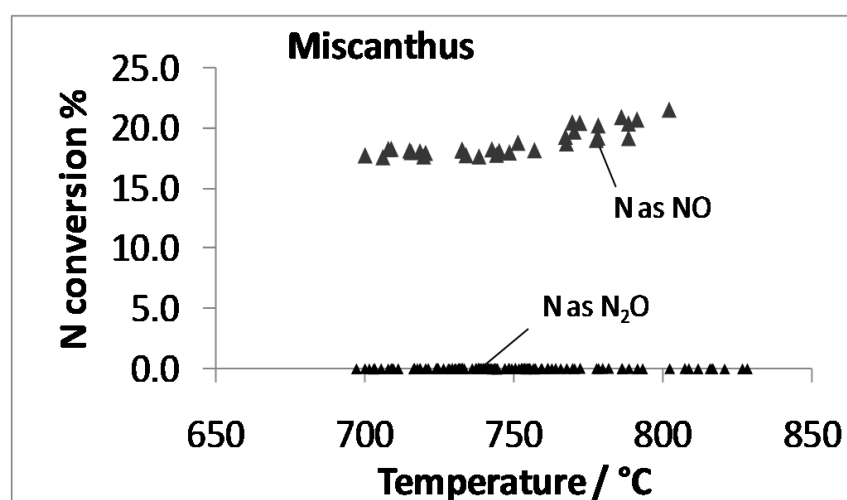 Miscanthus
N conversion %
25.0
20.0
15.0
10.0
5.0
0.0
N as NO
N as N₂O
650 700 750 800 850
Temperature / °C